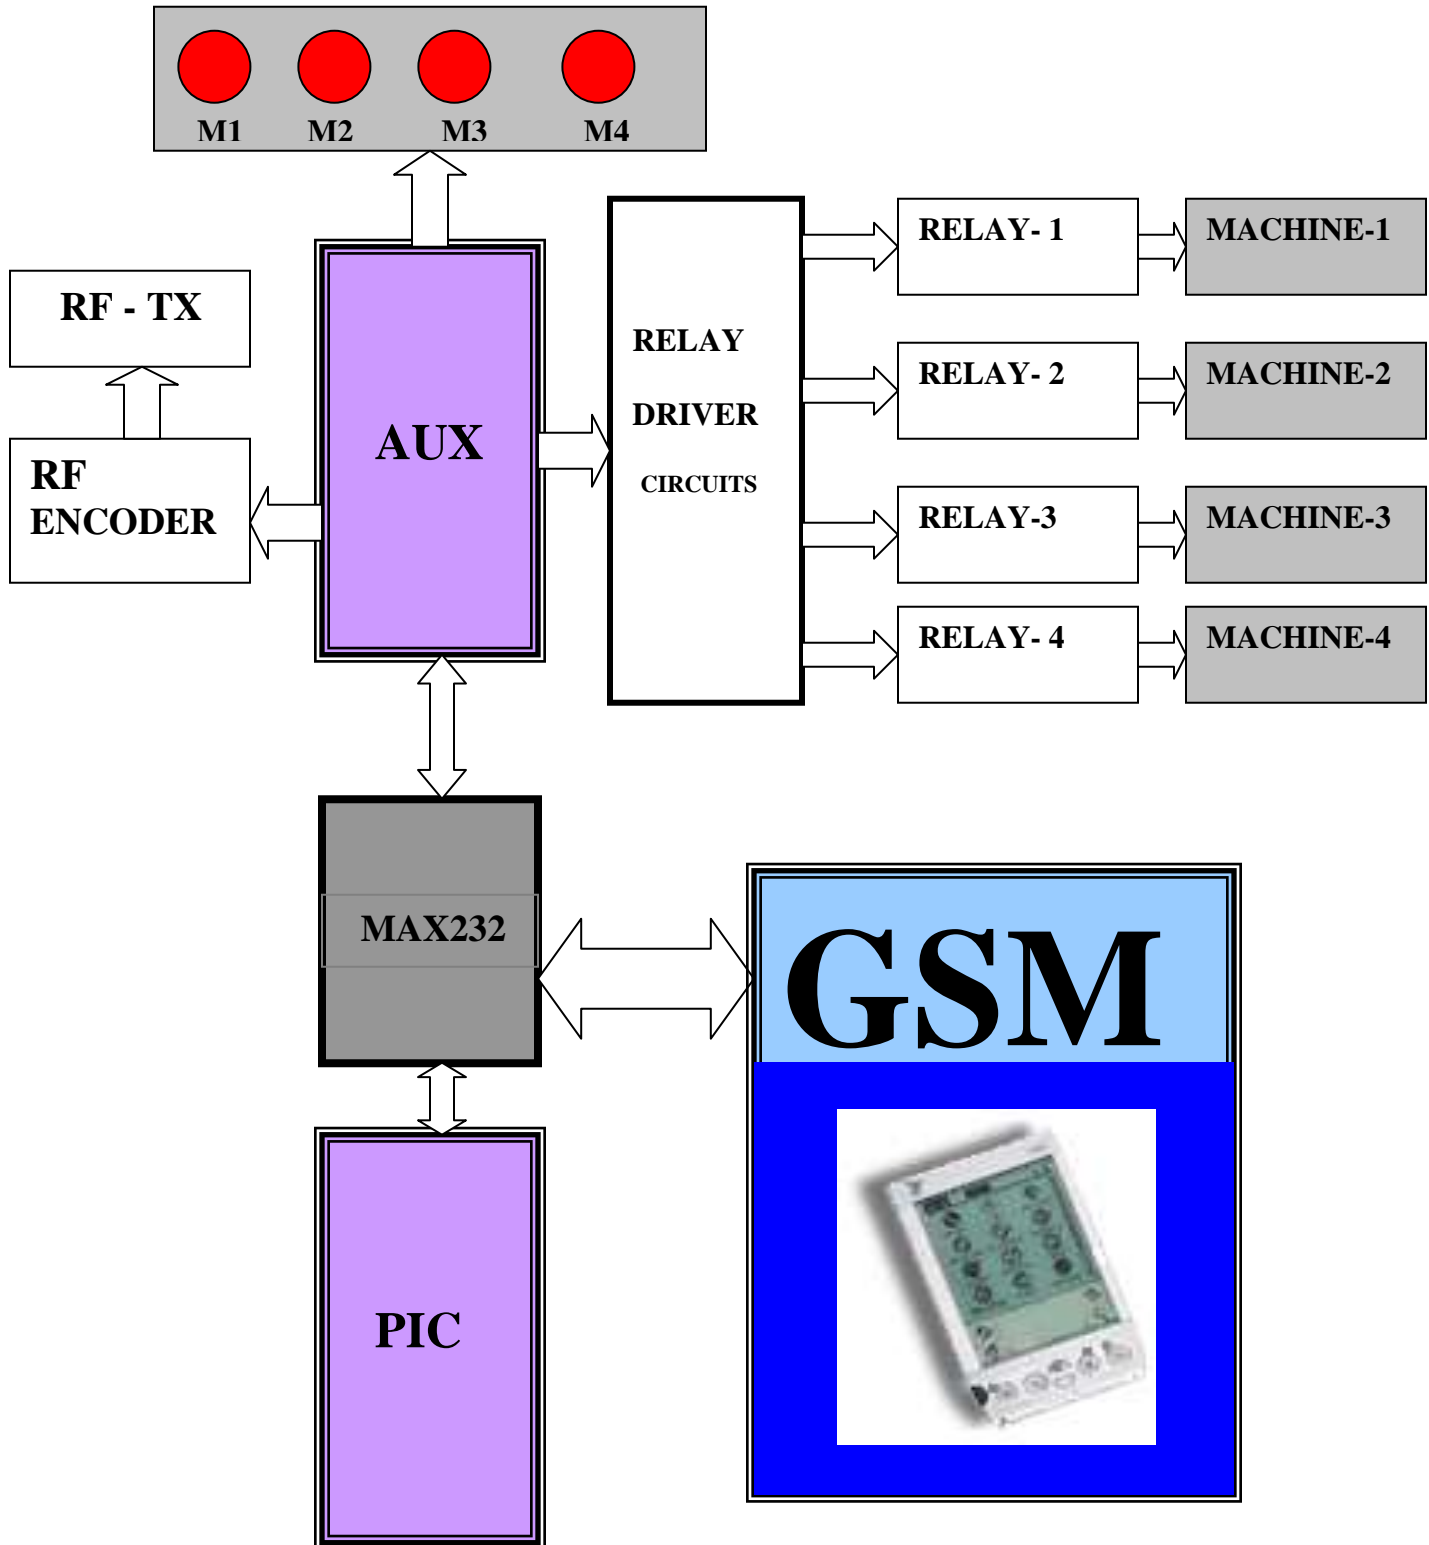 M1 M2 M3 M4
RELAY- 1 MACHINE-1
RF - TX
RELAY
RELAY- 2 MACHINE-2
DRIVER
AUX
RF
ENCODER
CIRCUITS
RELAY-3 MACHINE-3
RELAY- 4 MACHINE-4
MAX232
GSM
PIC